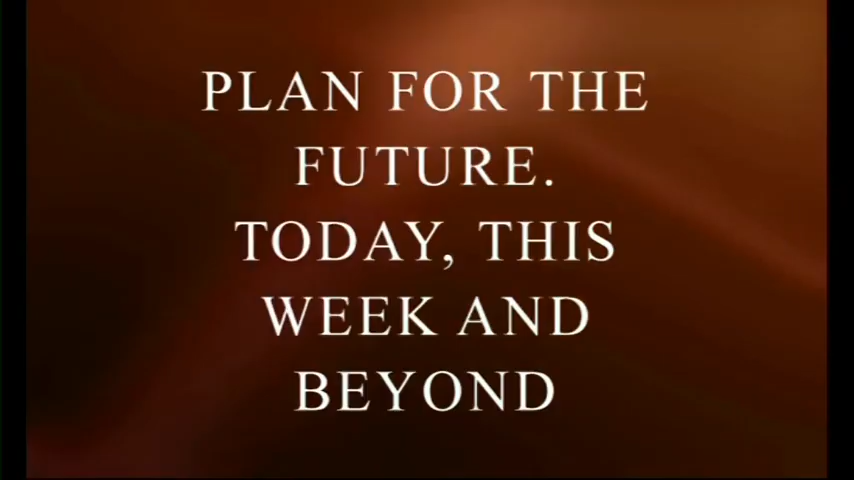 PLAN FOR THE
FUTURE.
TODAY, THIS
WEEK AND
BEYOND